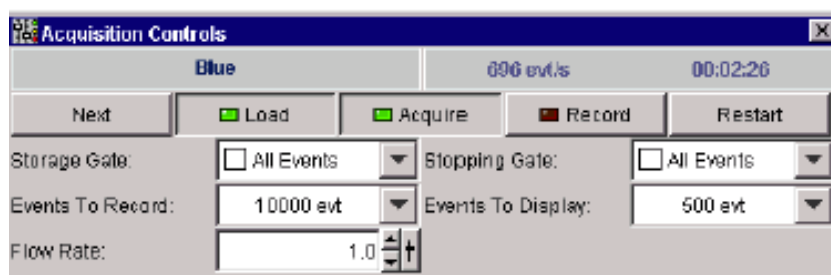 Acquisition Controls
Blue 696 evt/s 00:02:26
Next Load Acquire Record Restart
Storage Gate: All Events Stopping Gate: All Events
Events To Record: 10000 evt Events To Display: 500 evt
Flow Rate: 1.0